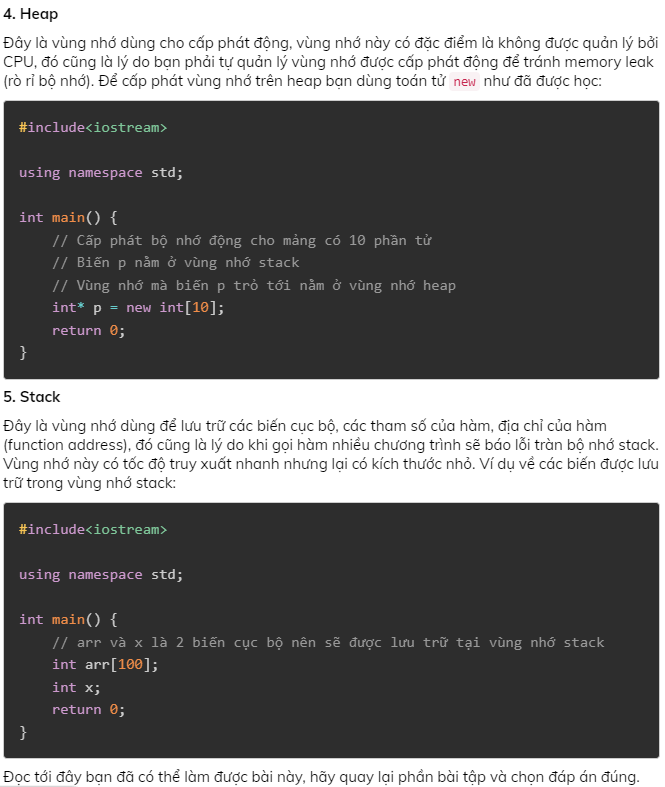 4. Heap
Đây là vùng nhớ dùng cho cấp phát động, vùng nhớ này có đặc điểm là không được quản lý bởi
CPU, đó cũng là lý do bạn phải tự quản lý vùng nhớ được cấp phát động để tránh memory leak
(rò rỉ bộ nhớ). Để cấp phát vùng nhớ trên heap bạn dùng toán tử new như đã được học:
#include<iostream>
using namespace std;
int main() {
    // Cấp phát bộ nhớ động cho mảng có 10 phần tử
    // Biến p nằm ở vùng nhớ stack
    // Vùng nhớ mà biến p trỏ tới nằm ở vùng nhớ heap
    int* p = new int[10];
    return 0;
}
5. Stack
Đây là vùng nhớ dùng để lưu trữ các biến cục bộ, các tham số của hàm, địa chỉ của hàm
(function address), đó cũng là lý do khi gọi hàm nhiều chương trình sẽ báo lỗi tràn bộ nhớ stack.
Vùng nhớ này có tốc độ truy xuất nhanh nhưng lại có kích thước nhỏ. Ví dụ về các biến được lưu
trữ trong vùng nhớ stack:
#include<iostream>
using namespace std;
int main() {
    // arr và x là 2 biến cục bộ nên sẽ được lưu trữ tại vùng nhớ stack
    int arr[100];
    int x;
    return 0;
}
Đọc tới đây bạn đã có thể làm được bài này, hãy quay lại phần bài tập và chọn đáp án đúng.